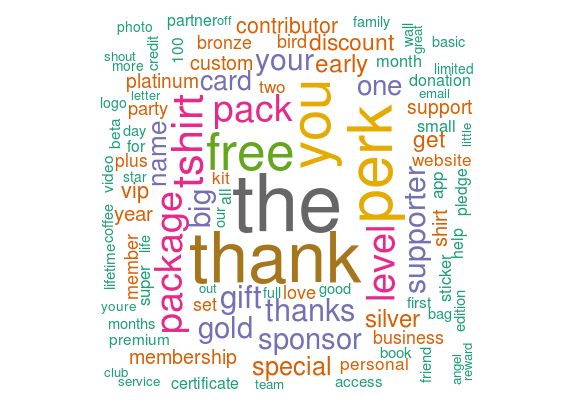 photo
partner
off
contributor
family
wall
great
shout
more
credit
100
bronze
bird
discount
basic
custom
your
early
month
limited
platinum
card
two
one
donation
email
logo
letter
party
tshirt
pack
you
perk
get
support
small
little
beta
day
for
name
free
website
video
plus
star
kit
the
supporter
app
pledge
vip
big
our
all
year
shirt
help
lifetime
coffee
member
super
life
package
thank
level
sticker
edition
youre
out
set
gift
full
love
good
first
bag
months
premium
gold
thanks
sponsor
silver
business
membership
special
book
personal
friend
angel
reward
club
service
certificate
team
access